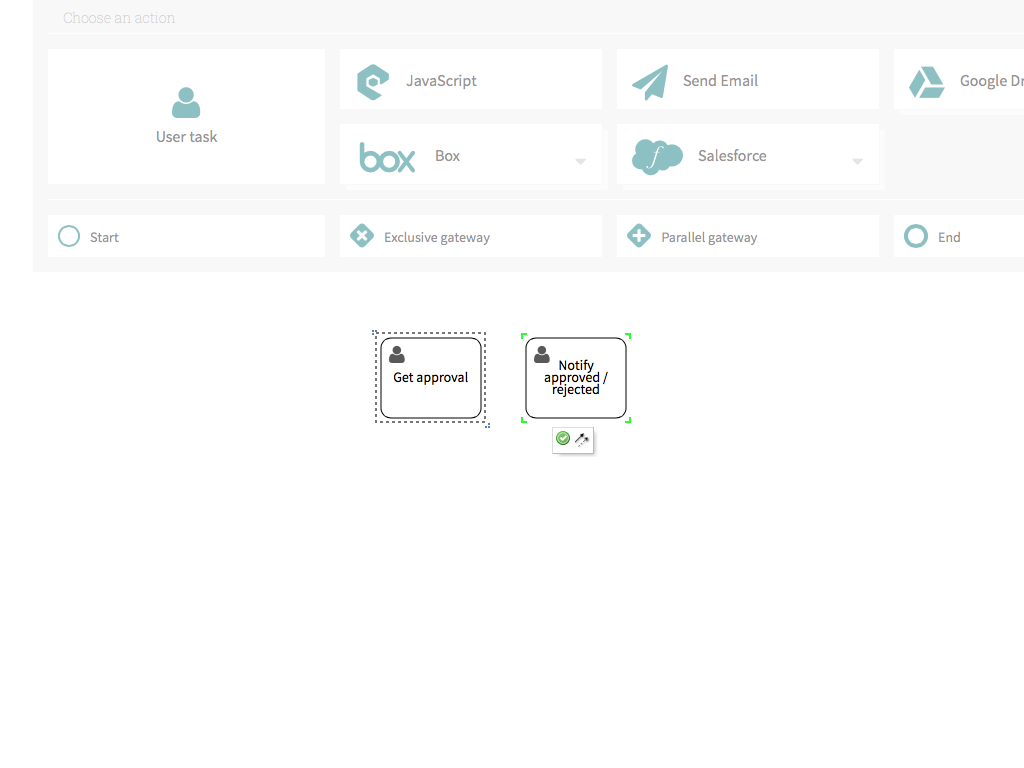 Choose an action
User task
JavaScript
Send Email
Google Dr
box Box
Salesforce
Start
Exclusive gateway
Parallel gateway
End
Get approval
Notify
approved /
rejected